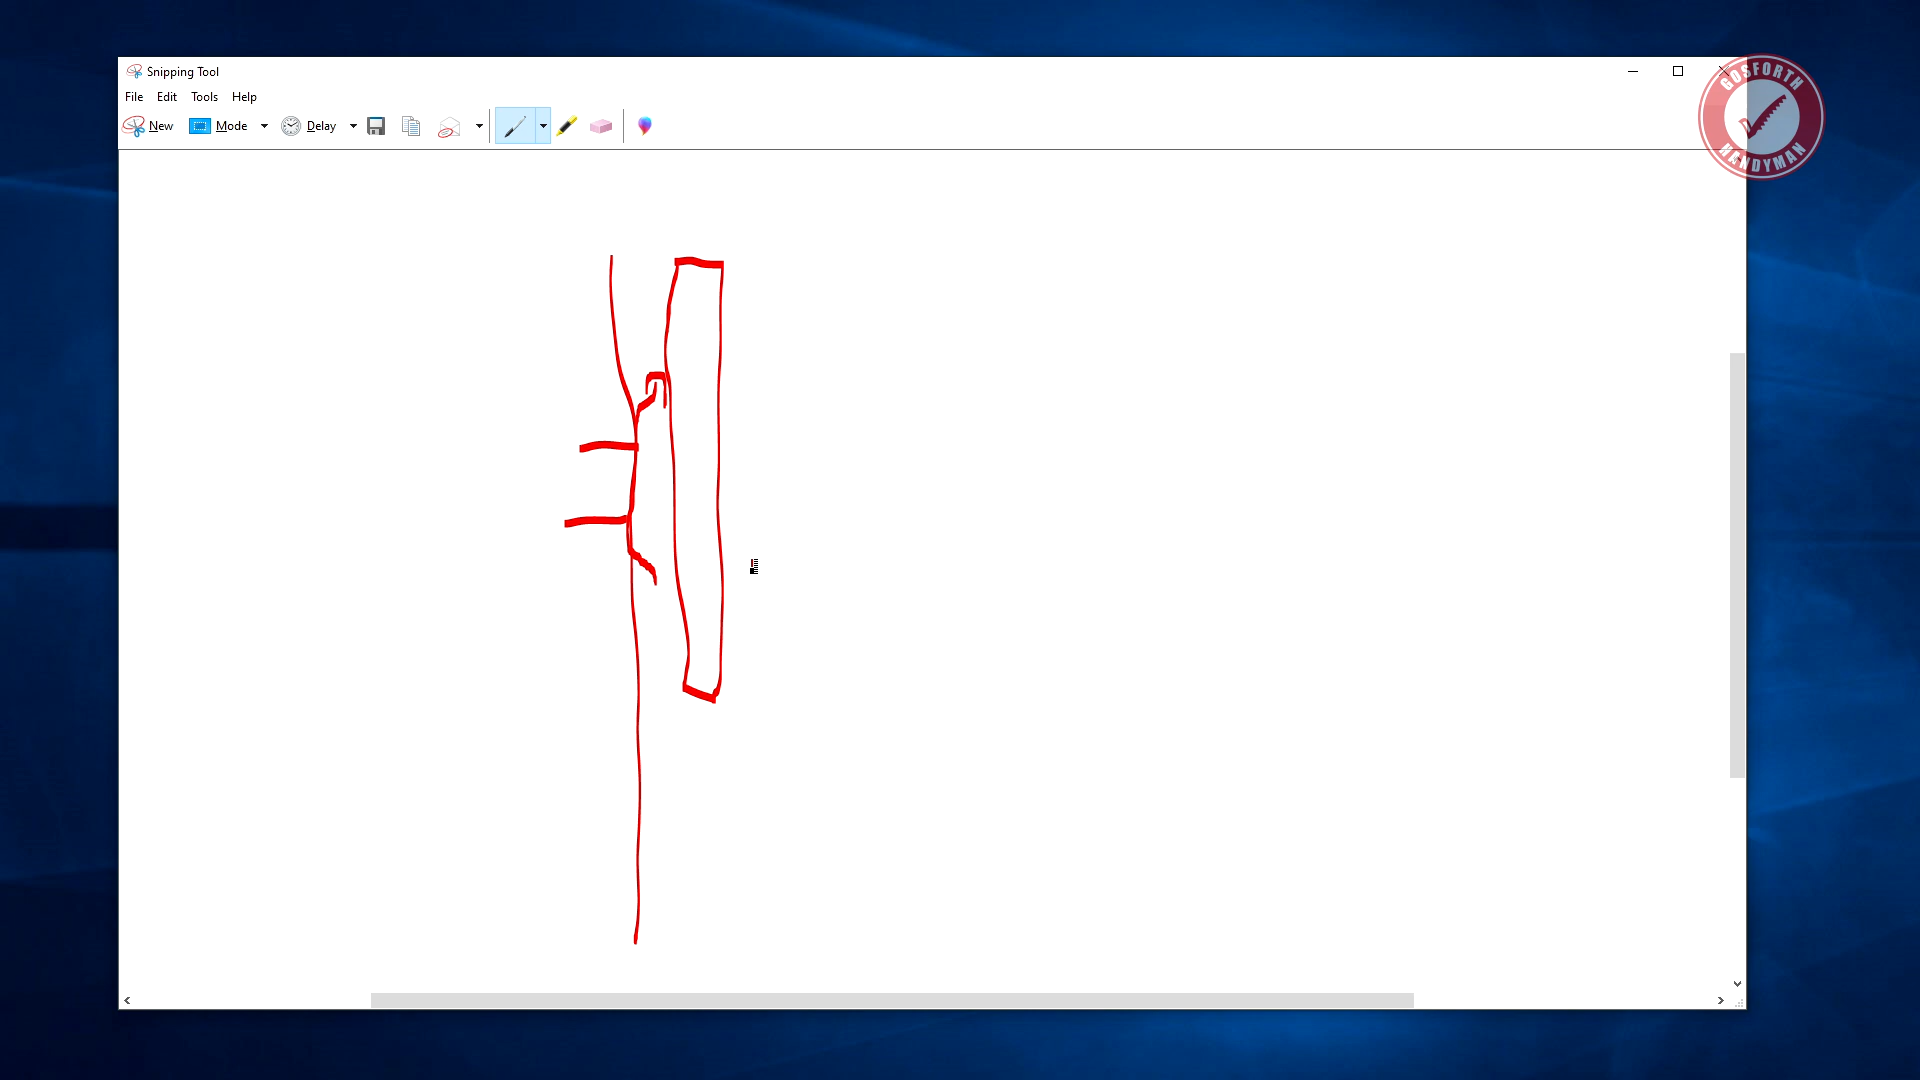 Snipping Tool
File Edit Tools Help
New Mode Delay
GOSFORTH
HANDYMAN